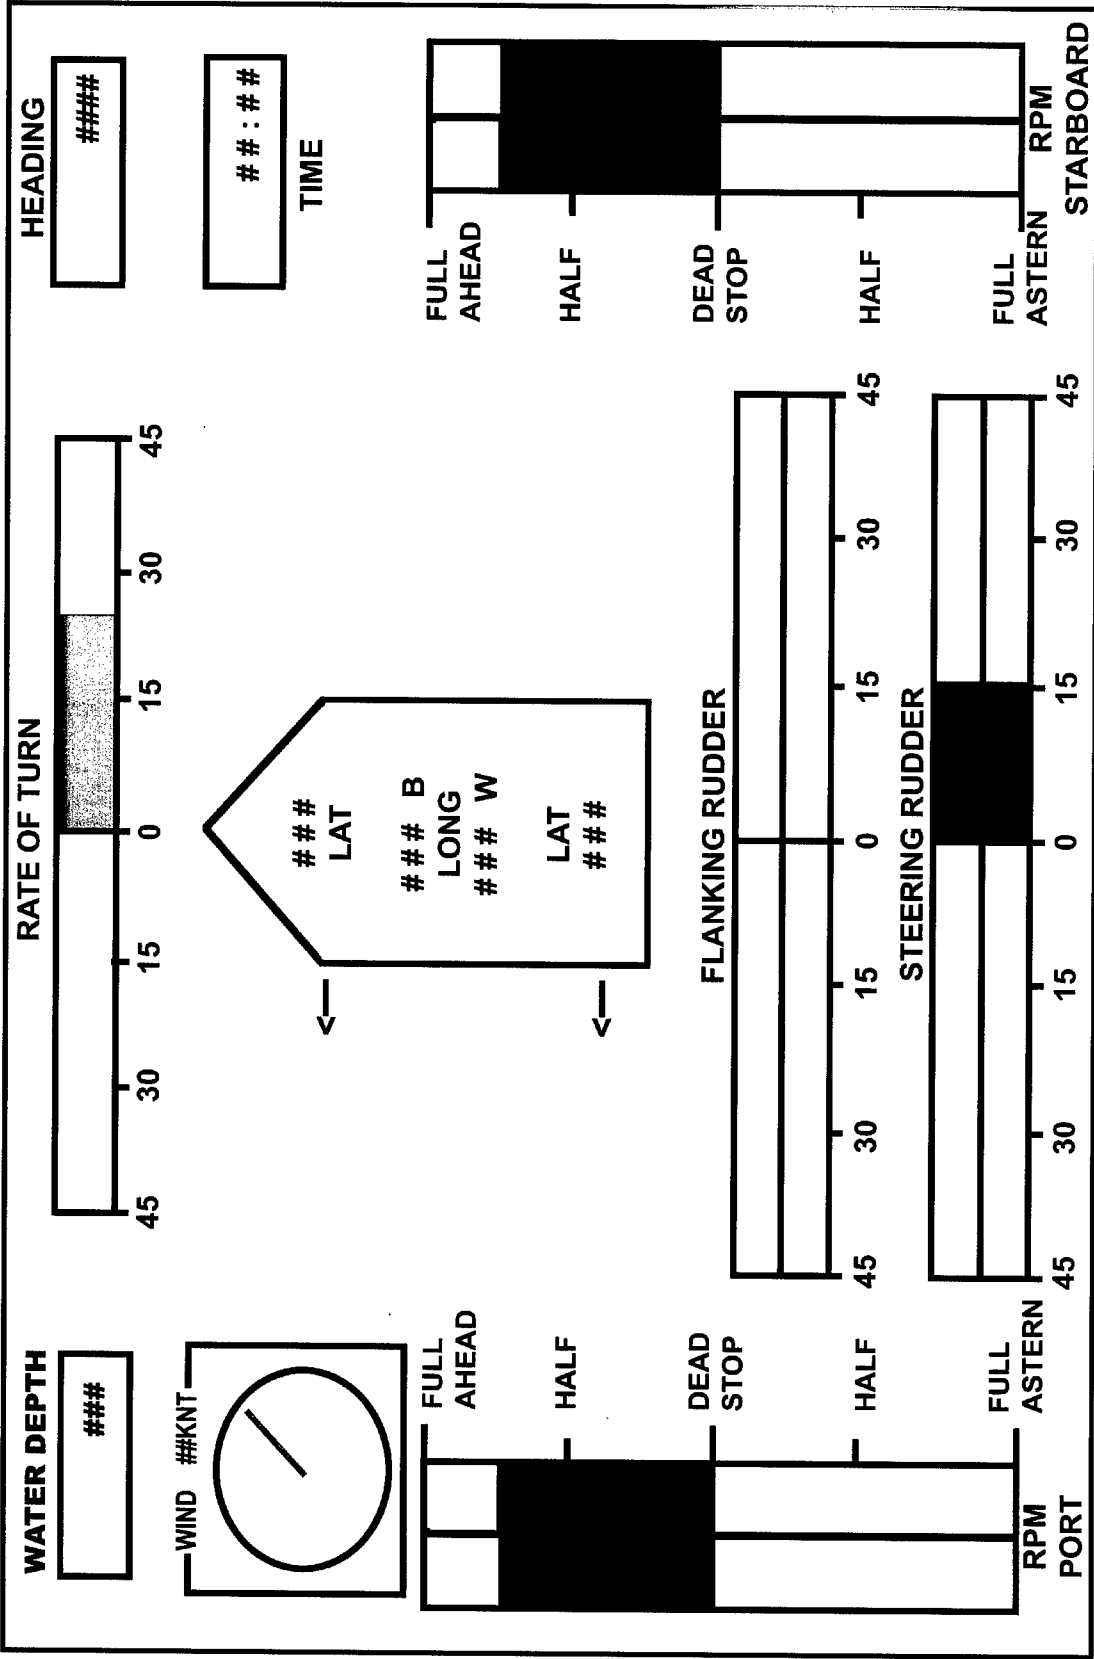 WATER DEPTH
###
RATE OF TURN
45 30 15 0 15 30 45
HEADING
####
WIND ##KNT
##:##
TIME
<—
###
LAT
### B
LONG
### W
<—
LAT
###
FULL
AHEAD
HALF
DEAD
STOP
HALF
FULL
ASTERN
RPM
PORT
FLANKING RUDDER
45 30 15 0 15 30 45
STEERING RUDDER
45 30 15 0 15 30 45
FULL
AHEAD
HALF
DEAD
STOP
HALF
FULL
ASTERN
RPM
STARBOARD